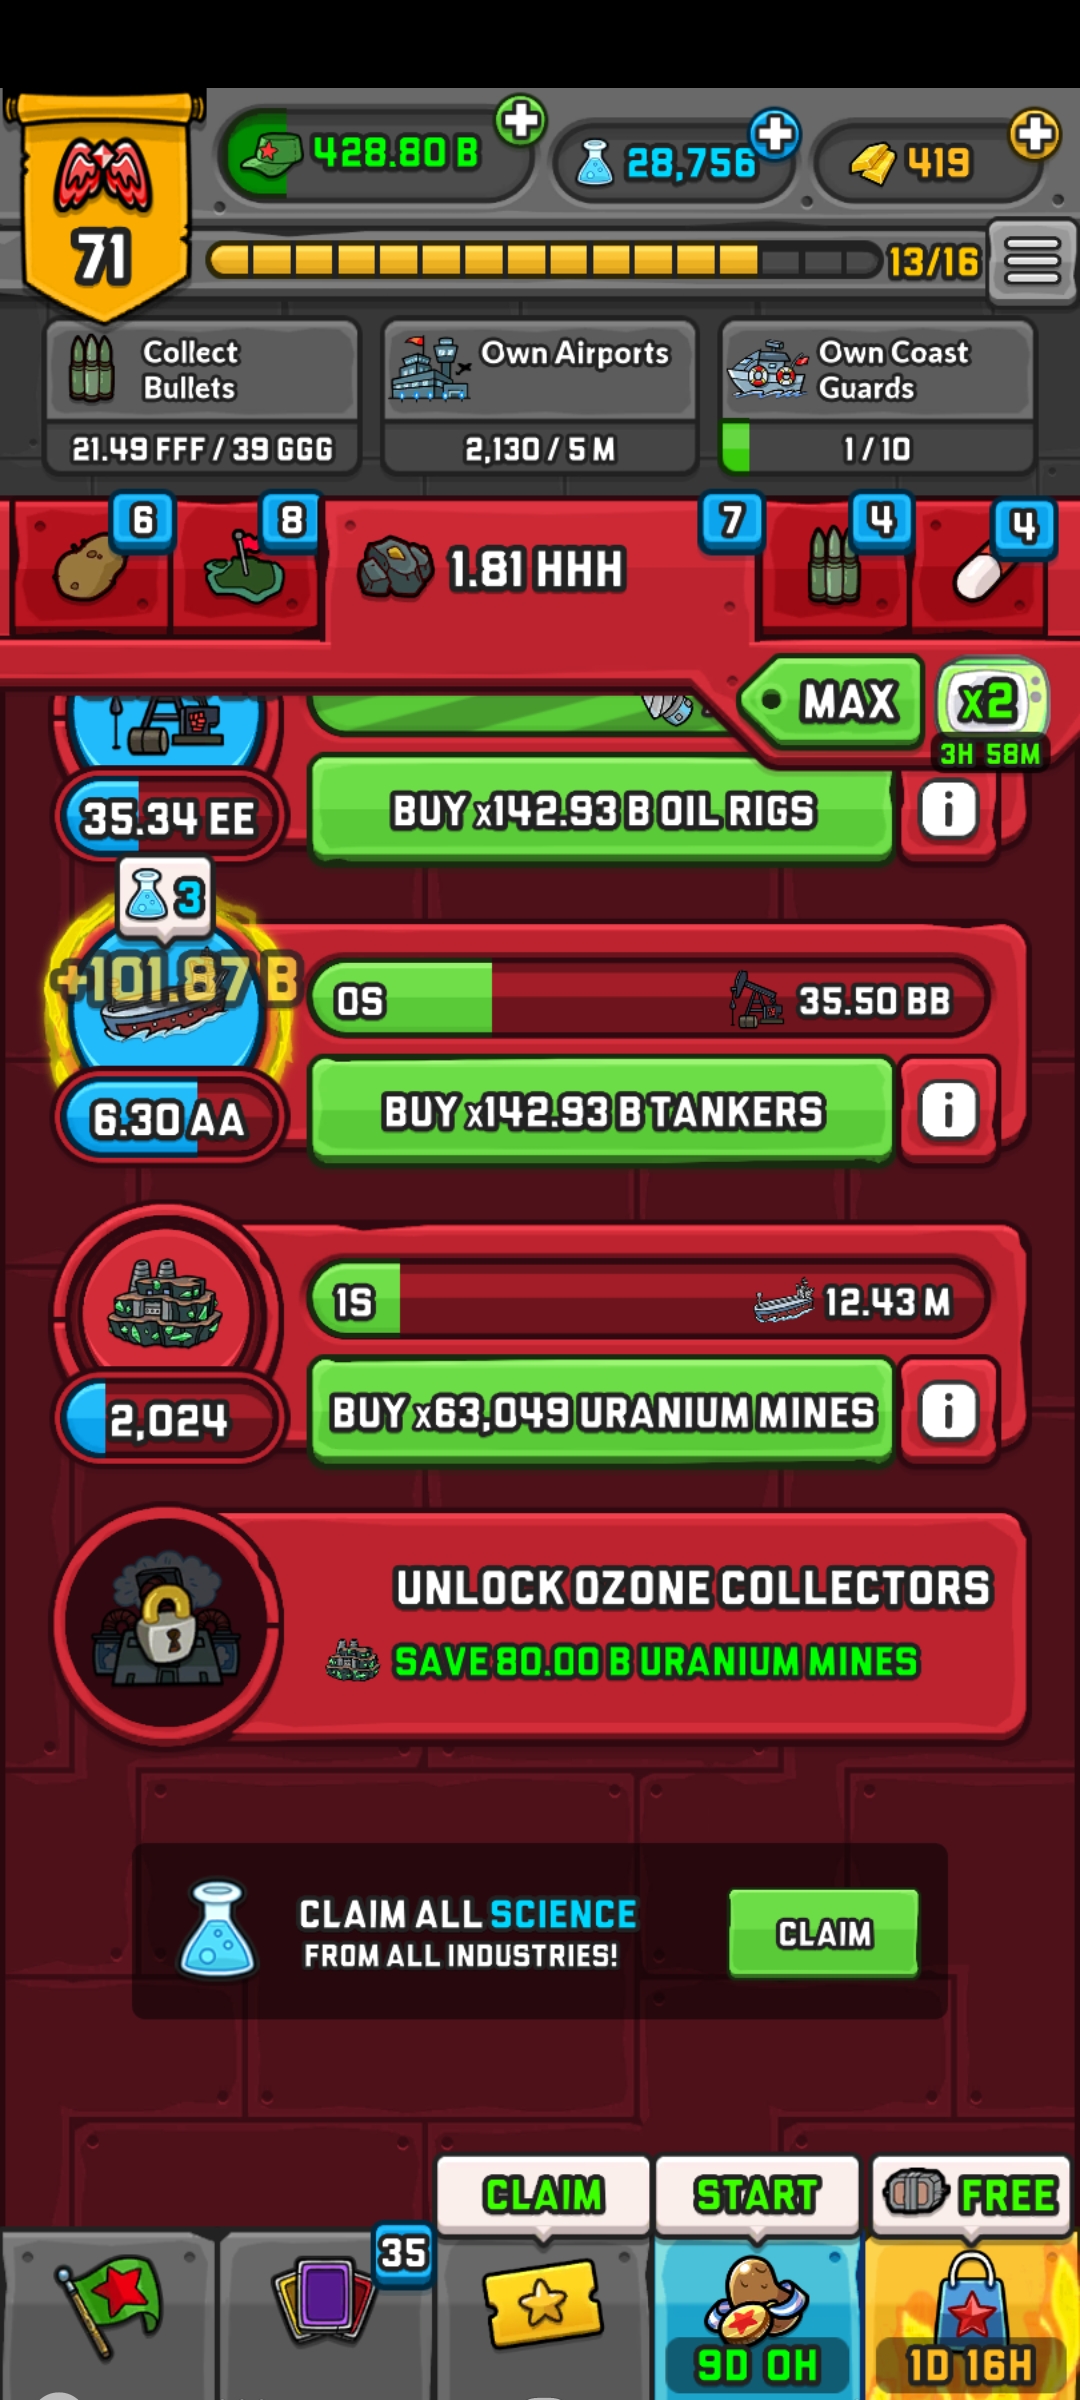 428.80 B
28,756
419
71
13/16
Collect
Bullets
21.49 FFF / 39 GGG
Own Airports
2,130 / 5 M
Own Coast
Guards
1 / 10
6
8
1.81 HHH
7
4
4
MAX
x2
3H 58M
35.34 EE
BUY x142.93 B OIL RIGS
i
3
+101.87 B
0S
35.50 BB
6.30 AA
BUY x142.93 B TANKERS
i
1S
12.43 M
2,024
BUY x63,049 URANIUM MINES
i
UNLOCK OZONE COLLECTORS
SAVE 80.00 B URANIUM MINES
CLAIM ALL SCIENCE
FROM ALL INDUSTRIES!
CLAIM
CLAIM
START
FREE
35
9D 0H
1D 16H